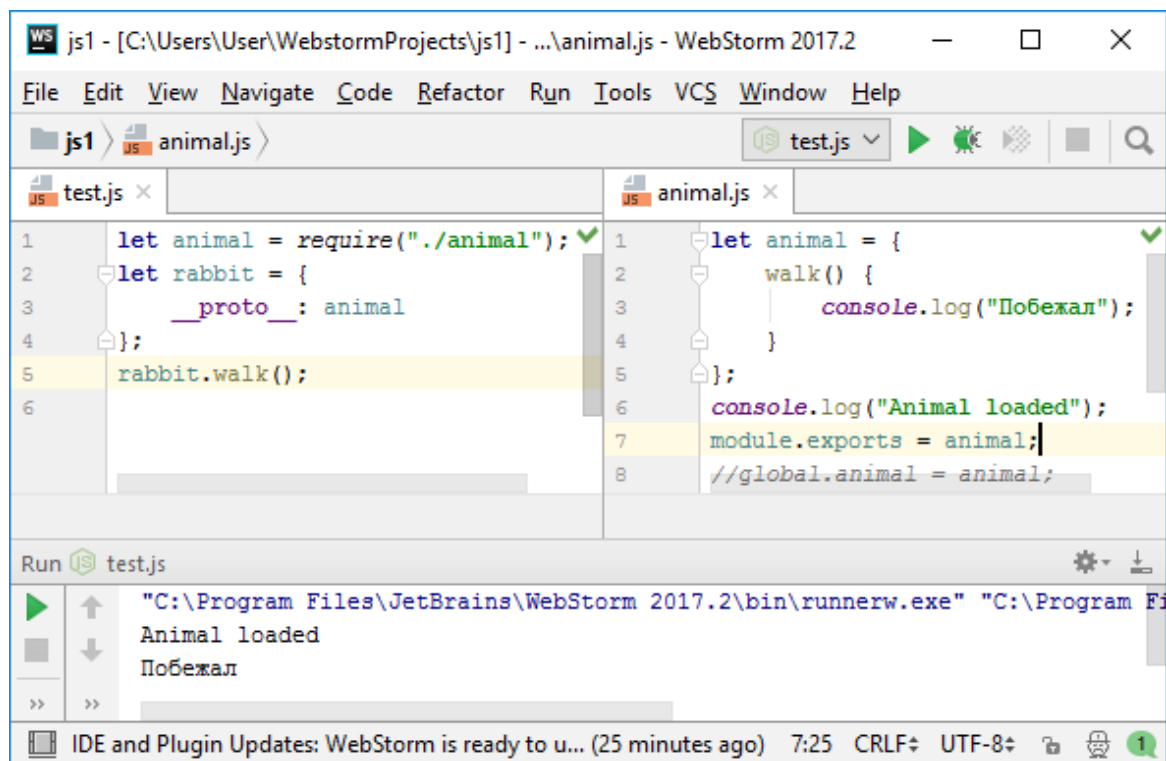 WS js1 - [C:\Users\User\WebstormProjects\js1] - ...\animal.js - WebStorm 2017.2
File Edit View Navigate Code Refactor Run Tools VCS Window Help
js1 animal.js test.js
test.js
1 let animal = require("./animal");
2 let rabbit = {
3 __proto__: animal
4 };
5 rabbit.walk();
6
animal.js
1 let animal = {
2 walk() {
3 console.log("Побежал");
4 }
5 };
6 console.log("Animal loaded");
7 module.exports = animal;
8 //global.animal = animal;
Run test.js
"C:\Program Files\JetBrains\WebStorm 2017.2\bin\runnerw.exe" "C:\Program Fi
Animal loaded
Побежал
IDE and Plugin Updates: WebStorm is ready to u... (25 minutes ago) 7:25 CRLF UTF-8 1